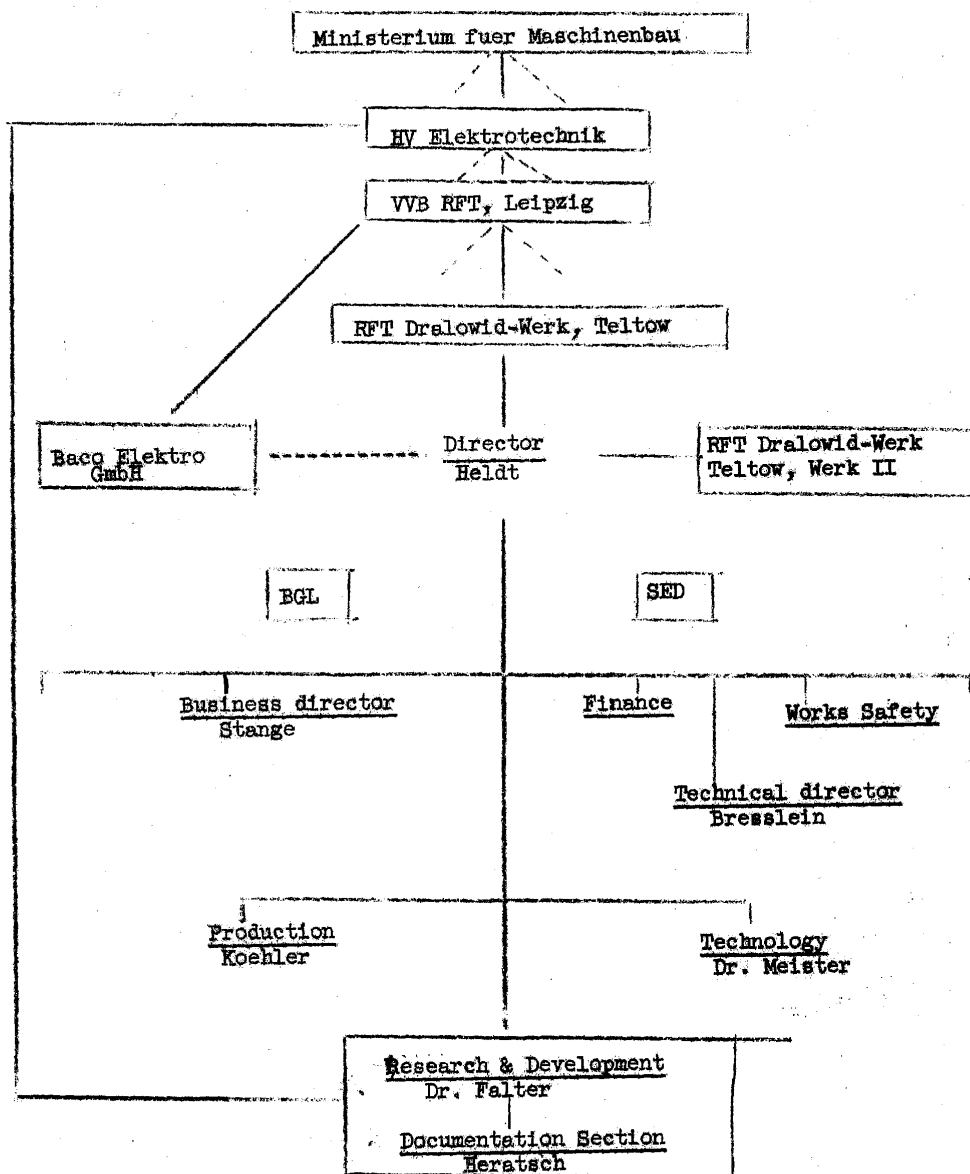 Ministerium fuer Maschinenbau
HV Elektrotechnik
VVB RFT, Leipzig
RFT Dralowid-Werk, Teltow
Baco Elektro
GmbH
Director
Heldt
RFT Dralowid-Werk
Teltow, Werk II
BGL
SED
Business director
Stange
Finance
Works Safety
Technical director
Bresslein
Production
Koehler
Technology
Dr. Meister
Research & Development
Dr. Falter
Documentation Section
Heratsch